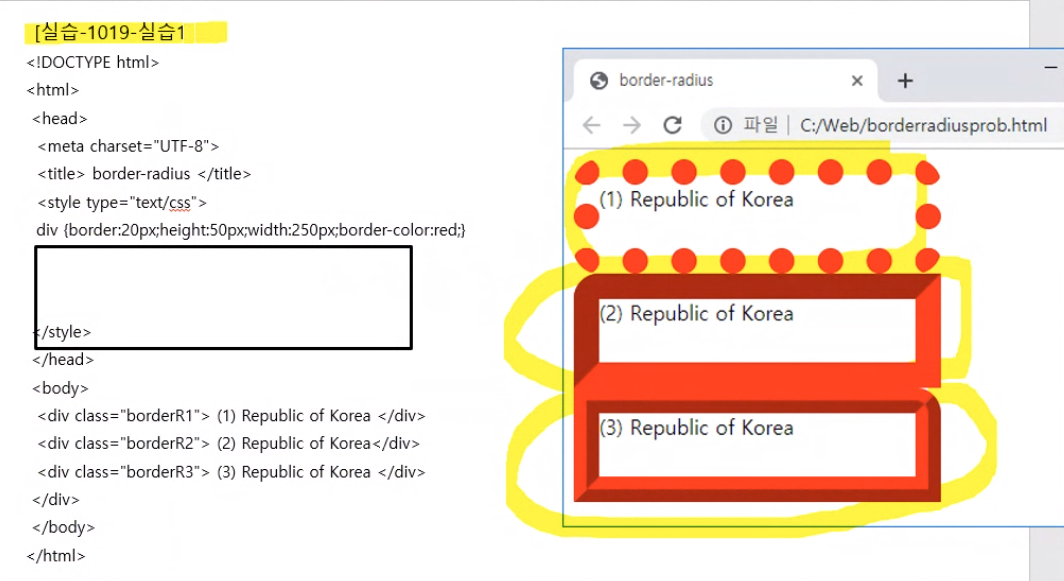 [실습-1019-실습1
<!DOCTYPE html>
<html>
<head>
<meta charset="UTF-8">
<title> border-radius </title>
<style type="text/css">
div {border:20px;height:50px;width:250px;border-color:red;}
</style>
</head>
<body>
<div class="borderR1"> (1) Republic of Korea </div>
<div class="borderR2"> (2) Republic of Korea</div>
<div class="borderR3"> (3) Republic of Korea </div>
</div>
</body>
</html>
border-radius
파일 | C:/Web/borderradiusprob.html
(1) Republic of Korea
(2) Republic of Korea
(3) Republic of Korea